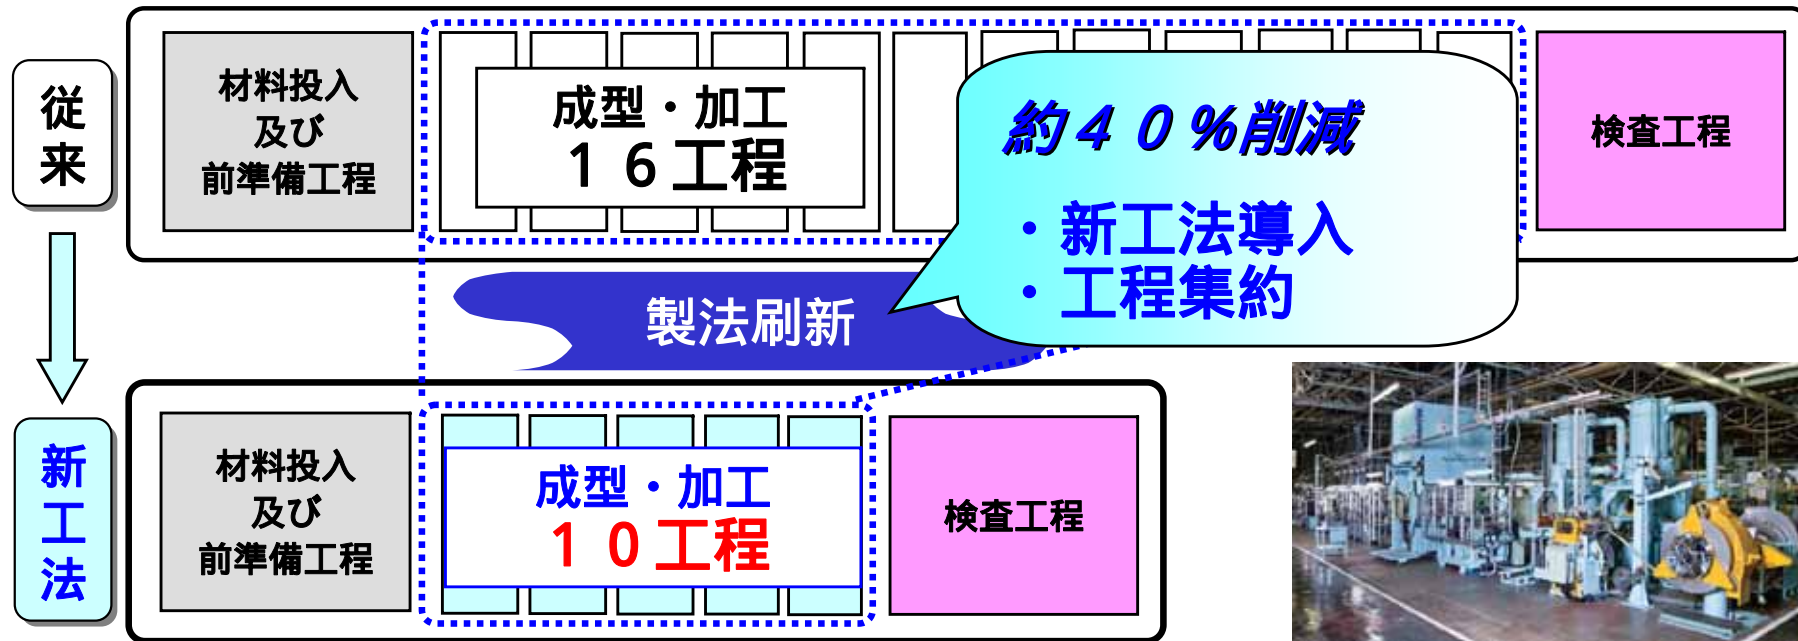 従来
材料投入
及び
前準備工程
成型・加工
１６工程
約４０％削減
・新工法導入
・工程集約
検査工程
製法刷新
新工法
材料投入
及び
前準備工程
成型・加工
１０工程
検査工程